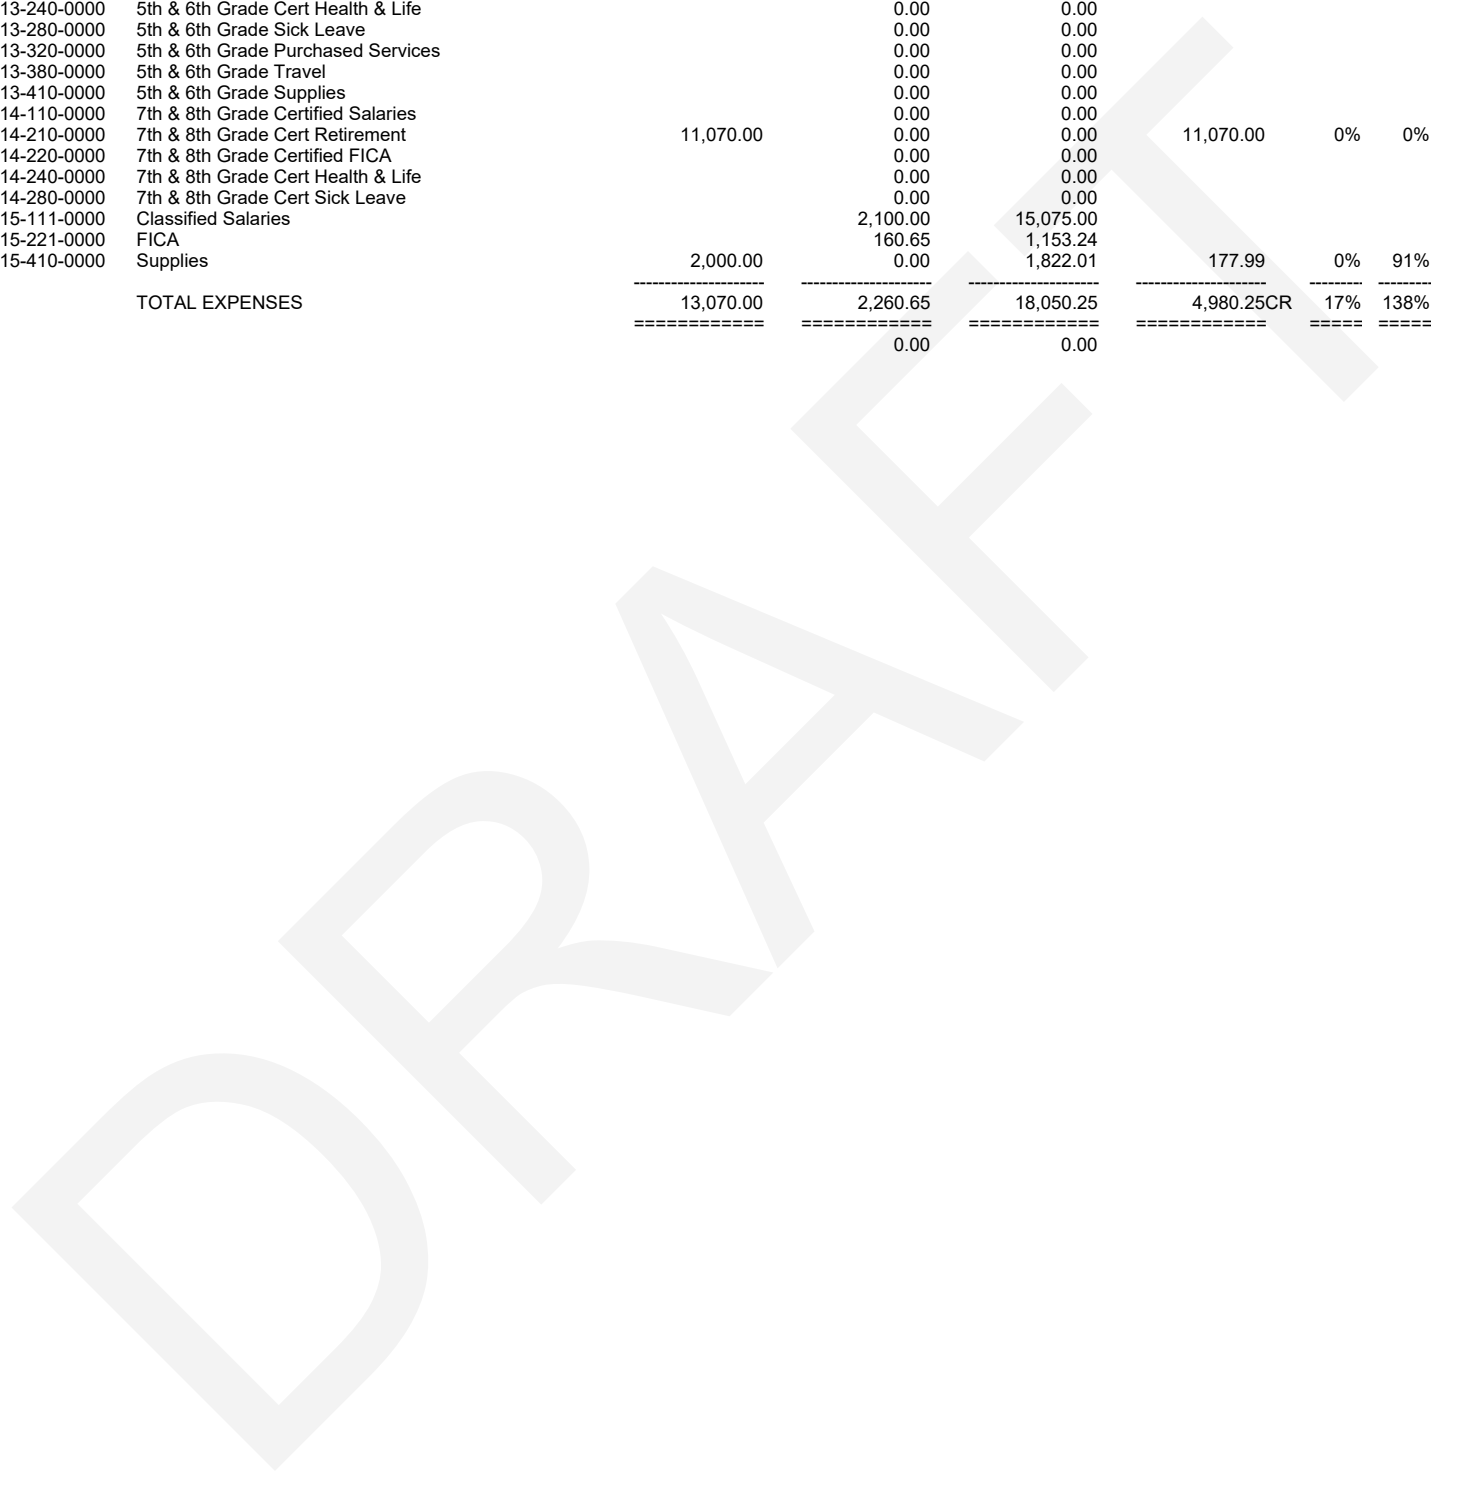 13-240-0000 5th & 6th Grade Cert Health & Life 0.00 0.00
13-280-0000 5th & 6th Grade Sick Leave 0.00 0.00
13-320-0000 5th & 6th Grade Purchased Services 0.00 0.00
13-380-0000 5th & 6th Grade Travel 0.00 0.00
13-410-0000 5th & 6th Grade Supplies 0.00 0.00
14-110-0000 7th & 8th Grade Certified Salaries 0.00 0.00
14-210-0000 7th & 8th Grade Cert Retirement 11,070.00 0.00 0.00 11,070.00 0% 0%
14-220-0000 7th & 8th Grade Certified FICA 0.00 0.00
14-240-0000 7th & 8th Grade Cert Health & Life 0.00 0.00
14-280-0000 7th & 8th Grade Cert Sick Leave 0.00 0.00
15-111-0000 Classified Salaries 2,100.00 15,075.00
15-221-0000 FICA 160.65 1,153.24
15-410-0000 Supplies 2,000.00 0.00 1,822.01 177.99 0% 91%
--------------------- --------------------- --------------------- --------------------- -------- --------
TOTAL EXPENSES 13,070.00 2,260.65 18,050.25 4,980.25CR 17% 138%
============ ============ ============ ============ ===== =====
0.00 0.00
DRAFT